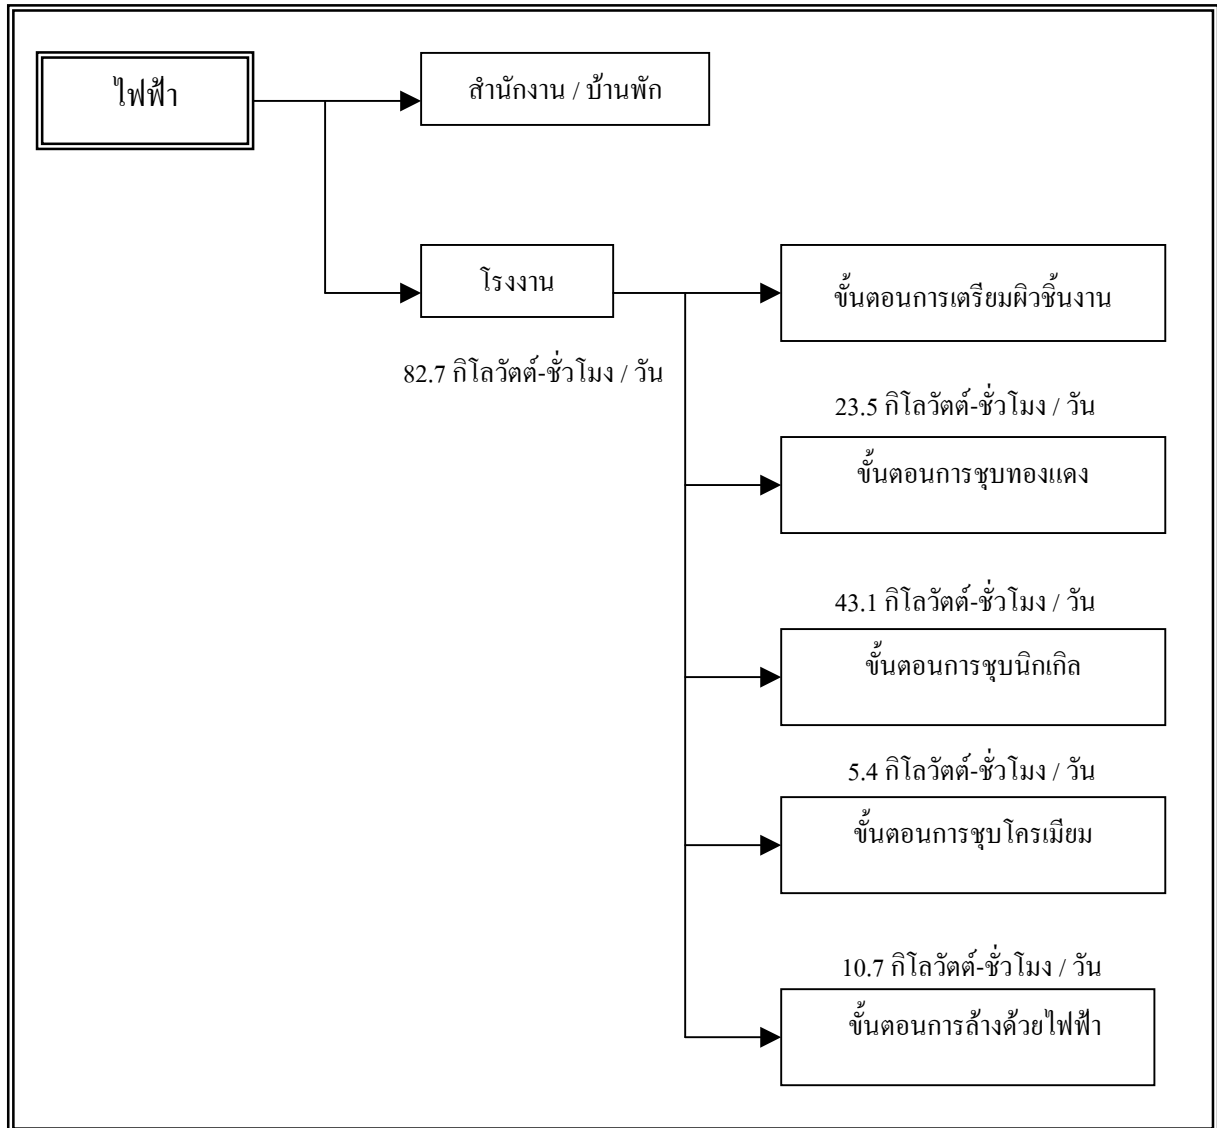 ไฟฟ้า
สำนักงาน / บ้านพัก
โรงงาน
ขั้นตอนการเตรียมผิวชิ้นงาน
82.7 กิโลวัตต์-ชั่วโมง / วัน
23.5 กิโลวัตต์-ชั่วโมง / วัน
ขั้นตอนการชุบทองแดง
43.1 กิโลวัตต์-ชั่วโมง / วัน
ขั้นตอนการชุบนิกเกิล
5.4 กิโลวัตต์-ชั่วโมง / วัน
ขั้นตอนการชุบโครเมียม
10.7 กิโลวัตต์-ชั่วโมง / วัน
ขั้นตอนการล้างด้วยไฟฟ้า